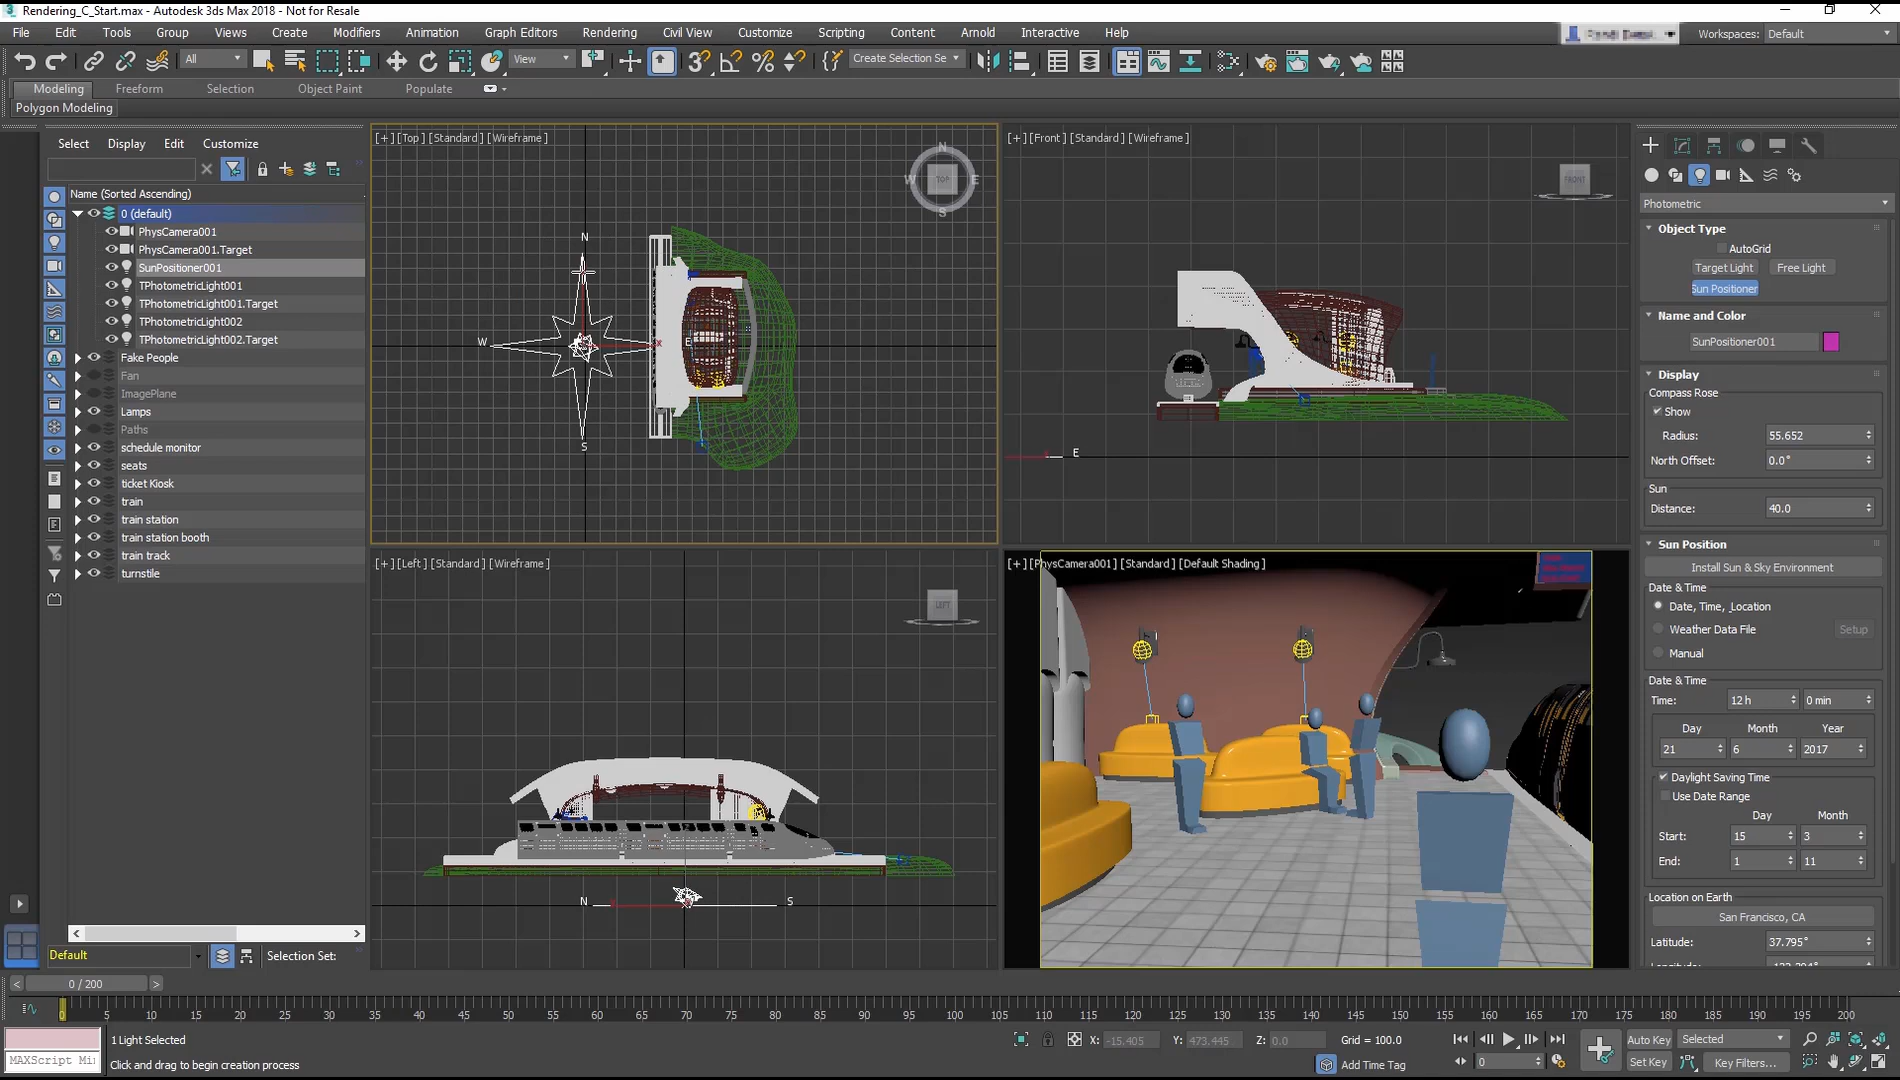 Rendering_C_Start.max - Autodesk 3ds Max 2018 - Not for Resale
File Edit Tools Group Views Create Modifiers Animation Graph Editors Rendering Civil View Customize Scripting Content Arnold Interactive Help
Workspaces: Default
All View Create Selection Se
Modeling Freeform Selection Object Paint Populate
Polygon Modeling
Select Display Edit Customize
Name (Sorted Ascending)
0 (default)
PhysCamera001
PhysCamera001.Target
SunPositioner001
TPhotometricLight001
TPhotometricLight001.Target
TPhotometricLight002
TPhotometricLight002.Target
Fake People
Fan
ImagePlane
Lamps
Paths
schedule monitor
seats
ticket Kiosk
train
train station
train station booth
train track
turnstile
Default
Selection Set:
[+] [Top] [Standard] [Wireframe]
N
W TOP E
S
N
W E
x
S
[+] [Front] [Standard] [Wireframe]
FRONT
E
[+] [Left] [Standard] [Wireframe]
LEFT
N S
[+] [PhysCamera001] [Standard] [Default Shading]
Photometric
Object Type
AutoGrid
Target Light Free Light
Sun Positioner
Name and Color
SunPositioner001
Display
Compass Rose
Show
Radius: 55.652
North Offset: 0.0°
Sun
Distance: 40.0
Sun Position
Install Sun & Sky Environment
Date & Time
Date, Time, Location
Weather Data File Setup
Manual
Date & Time
Time: 12 h 0 min
Day Month Year
21 6 2017
Daylight Saving Time
Use Date Range
Day Month
Start: 15 3
End: 1 11
Location on Earth
San Francisco, CA
Latitude: 37.795°
0 / 200
0 5 10 15 20 25 30 35 40 45 50 55 60 65 70 75 80 85 90 95 100 105 110 115 120 125 130 135 140 145 150 155 160 165 170 175 180 185 190 195 200
1 Light Selected
X: -15.405 Y: 473.445 Z: 0.0 Grid = 100.0
Auto Key Selected
MAXScript Mi
Click and drag to begin creation process
Add Time Tag
0
Set Key Key Filters...